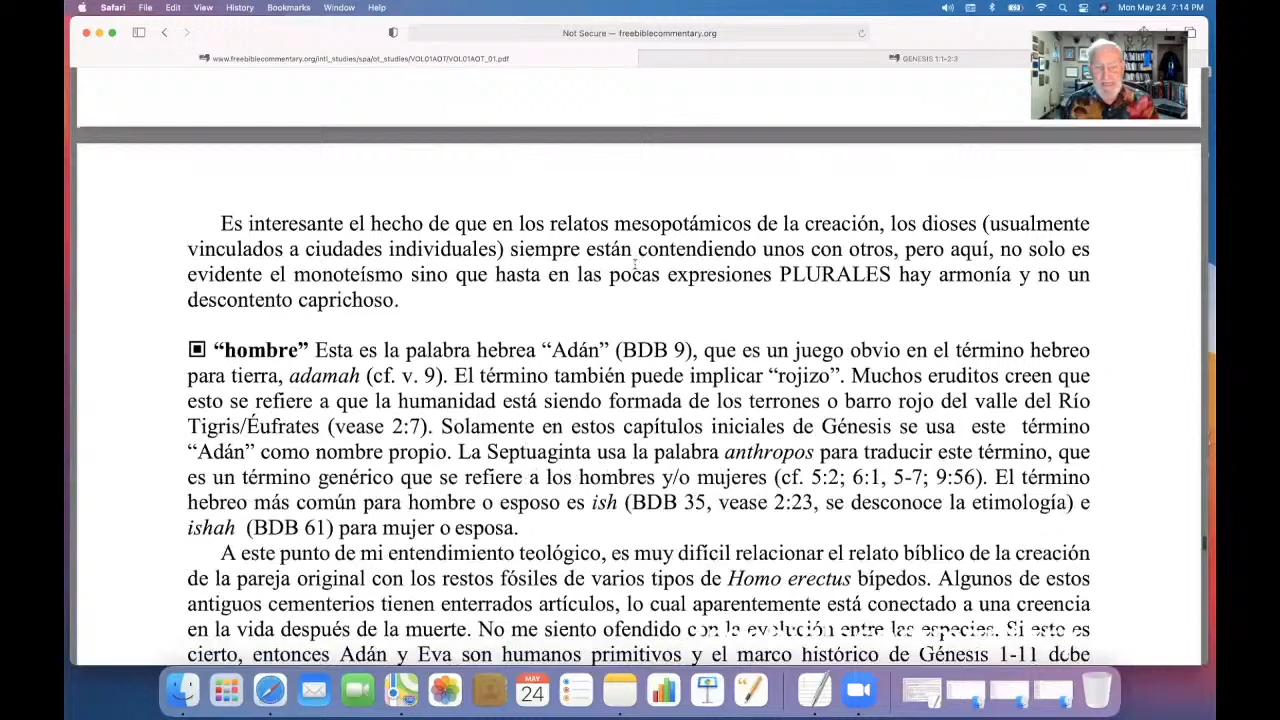 Safari File Edit View History Bookmarks Window Help Mon May 24 7:14 PM
Not Secure — freebiblecommentary.org
www.freebiblecommentary.org/intl_studies/spa/ot_studies/VOL01AOT/VOL01AOT_01.pdf GENESIS 1:1-2:3
Es interesante el hecho de que en los relatos mesopotámicos de la creación, los dioses (usualmente
vinculados a ciudades individuales) siempre están contendiendo unos con otros, pero aquí, no solo es
evidente el monoteísmo sino que hasta en las pocas expresiones PLURALES hay armonía y no un
descontento caprichoso.
“hombre” Esta es la palabra hebrea “Adán” (BDB 9), que es un juego obvio en el término hebreo
para tierra, adamah (cf. v. 9). El término también puede implicar “rojizo”. Muchos eruditos creen que
esto se refiere a que la humanidad está siendo formada de los terrones o barro rojo del valle del Río
Tigris/Éufrates (vease 2:7). Solamente en estos capítulos iniciales de Génesis se usa este término
“Adán” como nombre propio. La Septuaginta usa la palabra anthropos para traducir este término, que
es un término genérico que se refiere a los hombres y/o mujeres (cf. 5:2; 6:1, 5-7; 9:56). El término
hebreo más común para hombre o esposo es ish (BDB 35, vease 2:23, se desconoce la etimología) e
ishah (BDB 61) para mujer o esposa.
A este punto de mi entendimiento teológico, es muy difícil relacionar el relato bíblico de la creación
de la pareja original con los restos fósiles de varios tipos de Homo erectus bípedos. Algunos de estos
antiguos cementerios tienen enterrados artículos, lo cual aparentemente está conectado a una creencia
en la vida después de la muerte. No me siento ofendido con la evolución entre las especies. Si esto es
cierto, entonces Adán y Eva son humanos primitivos y el marco histórico de Génesis 1-11 debe
MAY
24